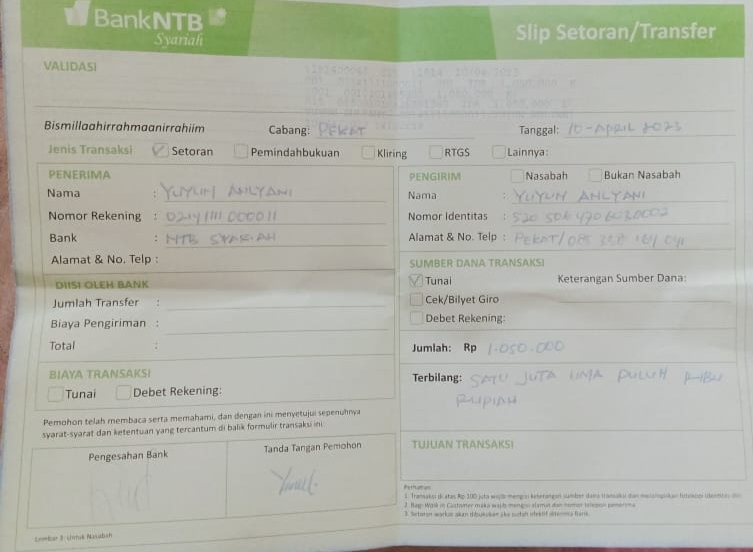 BankNTB
Syariah
Slip Setoran/Transfer
VALIDASI
Bismillaahirrahmaanirrahiim
Cabang: PEKAT
Tanggal: 10-APRIL 2023
Jenis Transaksi Setoran Pemindahbukuan Kliring RTGS Lainnya:
PENERIMA
Nama : YUYUN ANLYANI
Nomor Rekening : 02141111000011
Bank : NTB SYARIAH
Alamat & No. Telp :
DIISI OLEH BANK
Jumlah Transfer :
Biaya Pengiriman :
Total :
BIAYA TRANSAKSI
Tunai Debet Rekening:
Pemohon telah membaca serta memahami, dan dengan ini menyetujui sepenuhnya
syarat-syarat dan ketentuan yang tercantum di balik formulir transaksi ini
Pengesahan Bank
Tanda Tangan Pemohon
Lembar 3: Untuk Nasabah
PENGIRIM Nasabah Bukan Nasabah
Nama : YUYUN ANLYANI
Nomor Identitas :
Alamat & No. Telp : PEKAT/
SUMBER DANA TRANSAKSI
Tunai Keterangan Sumber Dana:
Cek/Bilyet Giro
Debet Rekening:
Jumlah: Rp 1.050.000
Terbilang: SATU JUTA LIMA PULUH RIBU
RUPIAH
TUJUAN TRANSAKSI
Perhatian: